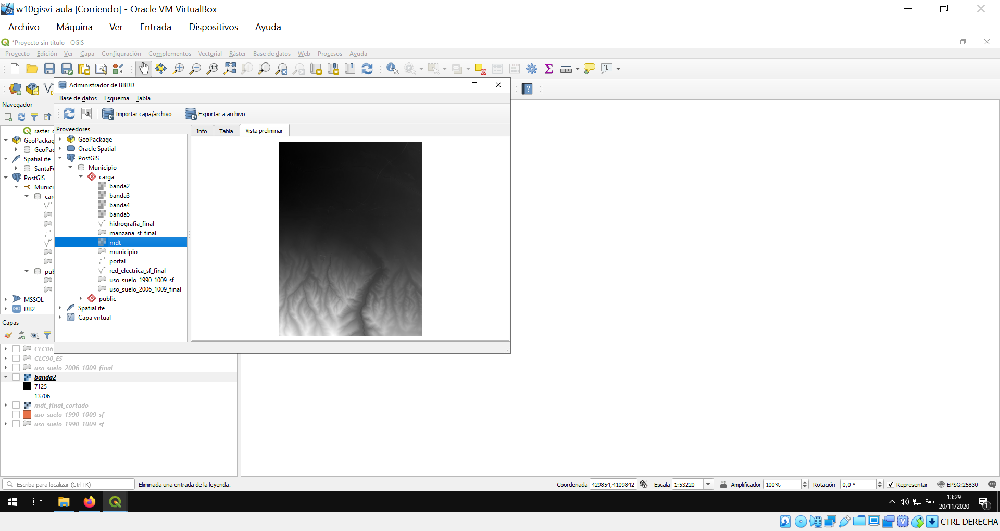 w10gisvi_aula [Corriendo] - Oracle VM VirtualBox
Archivo Máquina Ver Entrada Dispositivos Ayuda
*Proyecto sin título - QGIS
Proyecto Edición Ver Capa Configuración Complementos Vectorial Ráster Base de datos Web Procesos Ayuda
Administrador de BBDD
Base de datos Esquema Tabla
Importar capa/archivo... Exportar a archivo...
Proveedores
Info Tabla Vista preliminar
GeoPackage
Oracle Spatial
PostGIS
Municipio
carga
banda2
banda3
banda4
banda5
hidrografia_final
manzana_sf_final
mdt
municipio
portal
red_electrica_sf_final
uso_suelo_1990_1009_sf
uso_suelo_2006_1009_final
public
SpatiaLite
Capa virtual
Navegador
raster_
GeoPackag
GeoPac
SpatiaLite
SantaFe
PostGIS
Munici
car
pub
MSSQL
DB2
Capas
CLC06_
CLC90_ES
uso_suelo_2006_1009_final
banda2
7125
13706
mdt_final_cortado
uso_suelo_1990_1009_sf
uso_suelo_1990_1009_sf
Escriba para localizar (Ctrl+K) Eliminada una entrada de la leyenda. Coordenada 429854,4109842 Escala 1:53220 Amplificador 100% Rotación 0,0 ° Representar EPSG:25830
13:29
20/11/2020
1
CTRL DERECHA